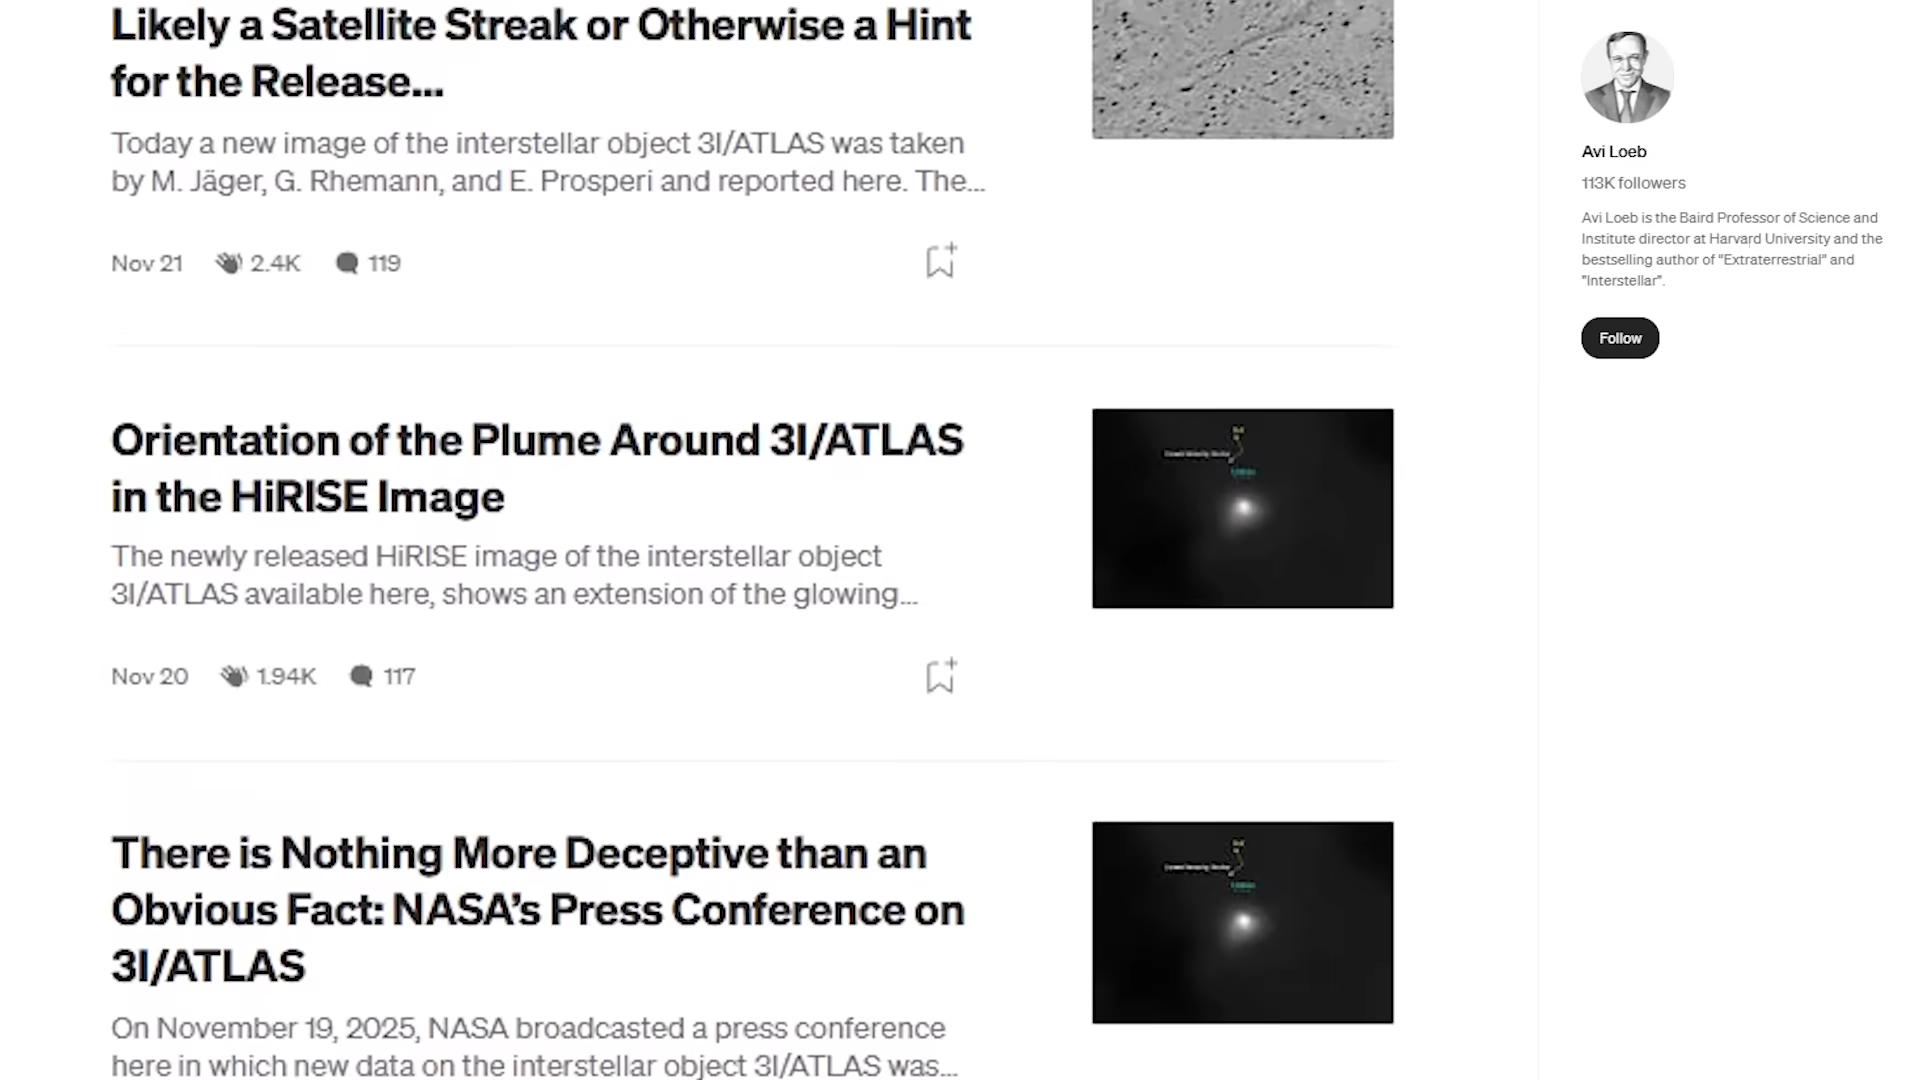 Likely a Satellite Streak or Otherwise a Hint
for the Release...
Today a new image of the interstellar object 3I/ATLAS was taken
by M. Jäger, G. Rhemann, and E. Prosperi and reported here. The...
Nov 21 2.4K 119
Orientation of the Plume Around 3I/ATLAS
in the HiRISE Image
The newly released HiRISE image of the interstellar object
3I/ATLAS available here, shows an extension of the glowing...
Nov 20 1.94K 117
There is Nothing More Deceptive than an
Obvious Fact: NASA’s Press Conference on
3I/ATLAS
On November 19, 2025, NASA broadcasted a press conference
here in which new data on the interstellar object 3I/ATLAS was...
Avi Loeb
113K followers
Avi Loeb is the Baird Professor of Science and
Institute director at Harvard University and the
bestselling author of "Extraterrestrial" and
"Interstellar".
Follow